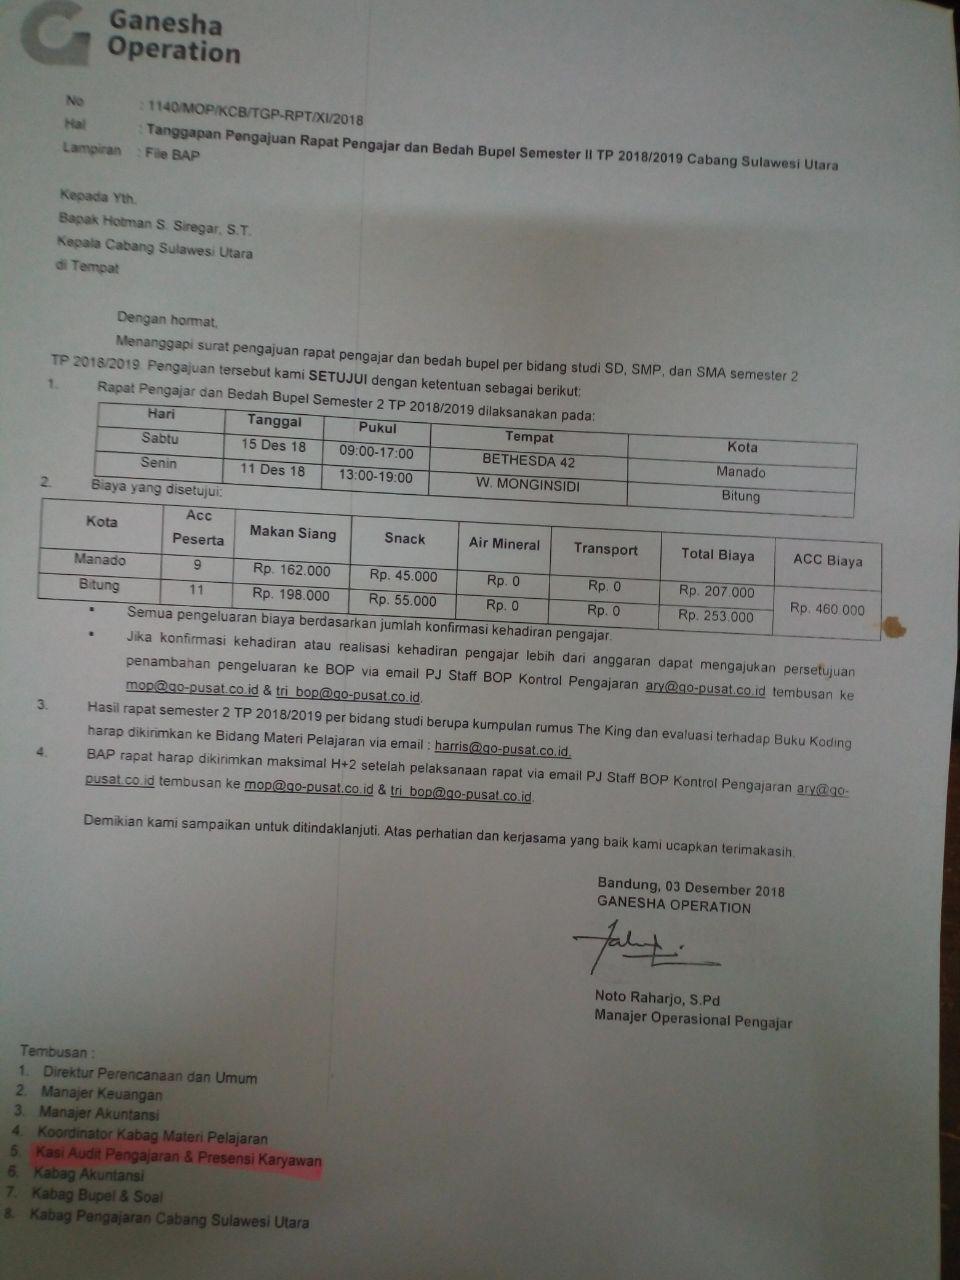 Ganesha
Operation
No : 1140/MOP/KCB/TGP-RPT/XI/2018
Hal : Tanggapan Pengajuan Rapat Pengajar dan Bedah Bupel Semester II TP 2018/2019 Cabang Sulawesi Utara
Lampiran : File BAP
Kepada Yth.
Bapak Hotman S. Siregar, S.T.
Kepala Cabang Sulawesi Utara
di Tempat
Dengan hormat,
Menanggapi surat pengajuan rapat pengajar dan bedah bupel per bidang studi SD, SMP, dan SMA semester 2
TP 2018/2019. Pengajuan tersebut kami SETUJUI dengan ketentuan sebagai berikut:
1. Rapat Pengajar dan Bedah Bupel Semester 2 TP 2018/2019 dilaksanakan pada:
Hari Tanggal Pukul Tempat Kota
Sabtu 15 Des 18 09:00-17:00 BETHESDA 42 Manado
Senin 11 Des 18 13:00-19:00 W. MONGINSIDI Bitung
2. Biaya yang disetujui:
Kota Acc Peserta Makan Siang Snack Air Mineral Transport Total Biaya ACC Biaya
Manado 9 Rp. 162.000 Rp. 45.000 Rp. 0 Rp. 0 Rp. 207.000 Rp. 460.000
Bitung 11 Rp. 198.000 Rp. 55.000 Rp. 0 Rp. 0 Rp. 253.000
▪ Semua pengeluaran biaya berdasarkan jumlah konfirmasi kehadiran pengajar.
▪ Jika konfirmasi kehadiran atau realisasi kehadiran pengajar lebih dari anggaran dapat mengajukan persetujuan
penambahan pengeluaran ke BOP via email PJ Staff BOP Kontrol Pengajaran ary@go-pusat.co.id tembusan ke
mop@go-pusat.co.id & tri_bop@go-pusat.co.id.
3. Hasil rapat semester 2 TP 2018/2019 per bidang studi berupa kumpulan rumus The King dan evaluasi terhadap Buku Koding
harap dikirimkan ke Bidang Materi Pelajaran via email : harris@go-pusat.co.id.
4. BAP rapat harap dikirimkan maksimal H+2 setelah pelaksanaan rapat via email PJ Staff BOP Kontrol Pengajaran ary@go-
pusat.co.id tembusan ke mop@go-pusat.co.id & tri_bop@go-pusat.co.id.
Demikian kami sampaikan untuk ditindaklanjuti. Atas perhatian dan kerjasama yang baik kami ucapkan terimakasih.
Bandung, 03 Desember 2018
GANESHA OPERATION
Noto Raharjo, S.Pd
Manajer Operasional Pengajar
Tembusan :
1. Direktur Perencanaan dan Umum
2. Manajer Keuangan
3. Manajer Akuntansi
4. Koordinator Kabag Materi Pelajaran
5. Kasi Audit Pengajaran & Presensi Karyawan
6. Kabag Akuntansi
7. Kabag Bupel & Soal
8. Kabag Pengajaran Cabang Sulawesi Utara